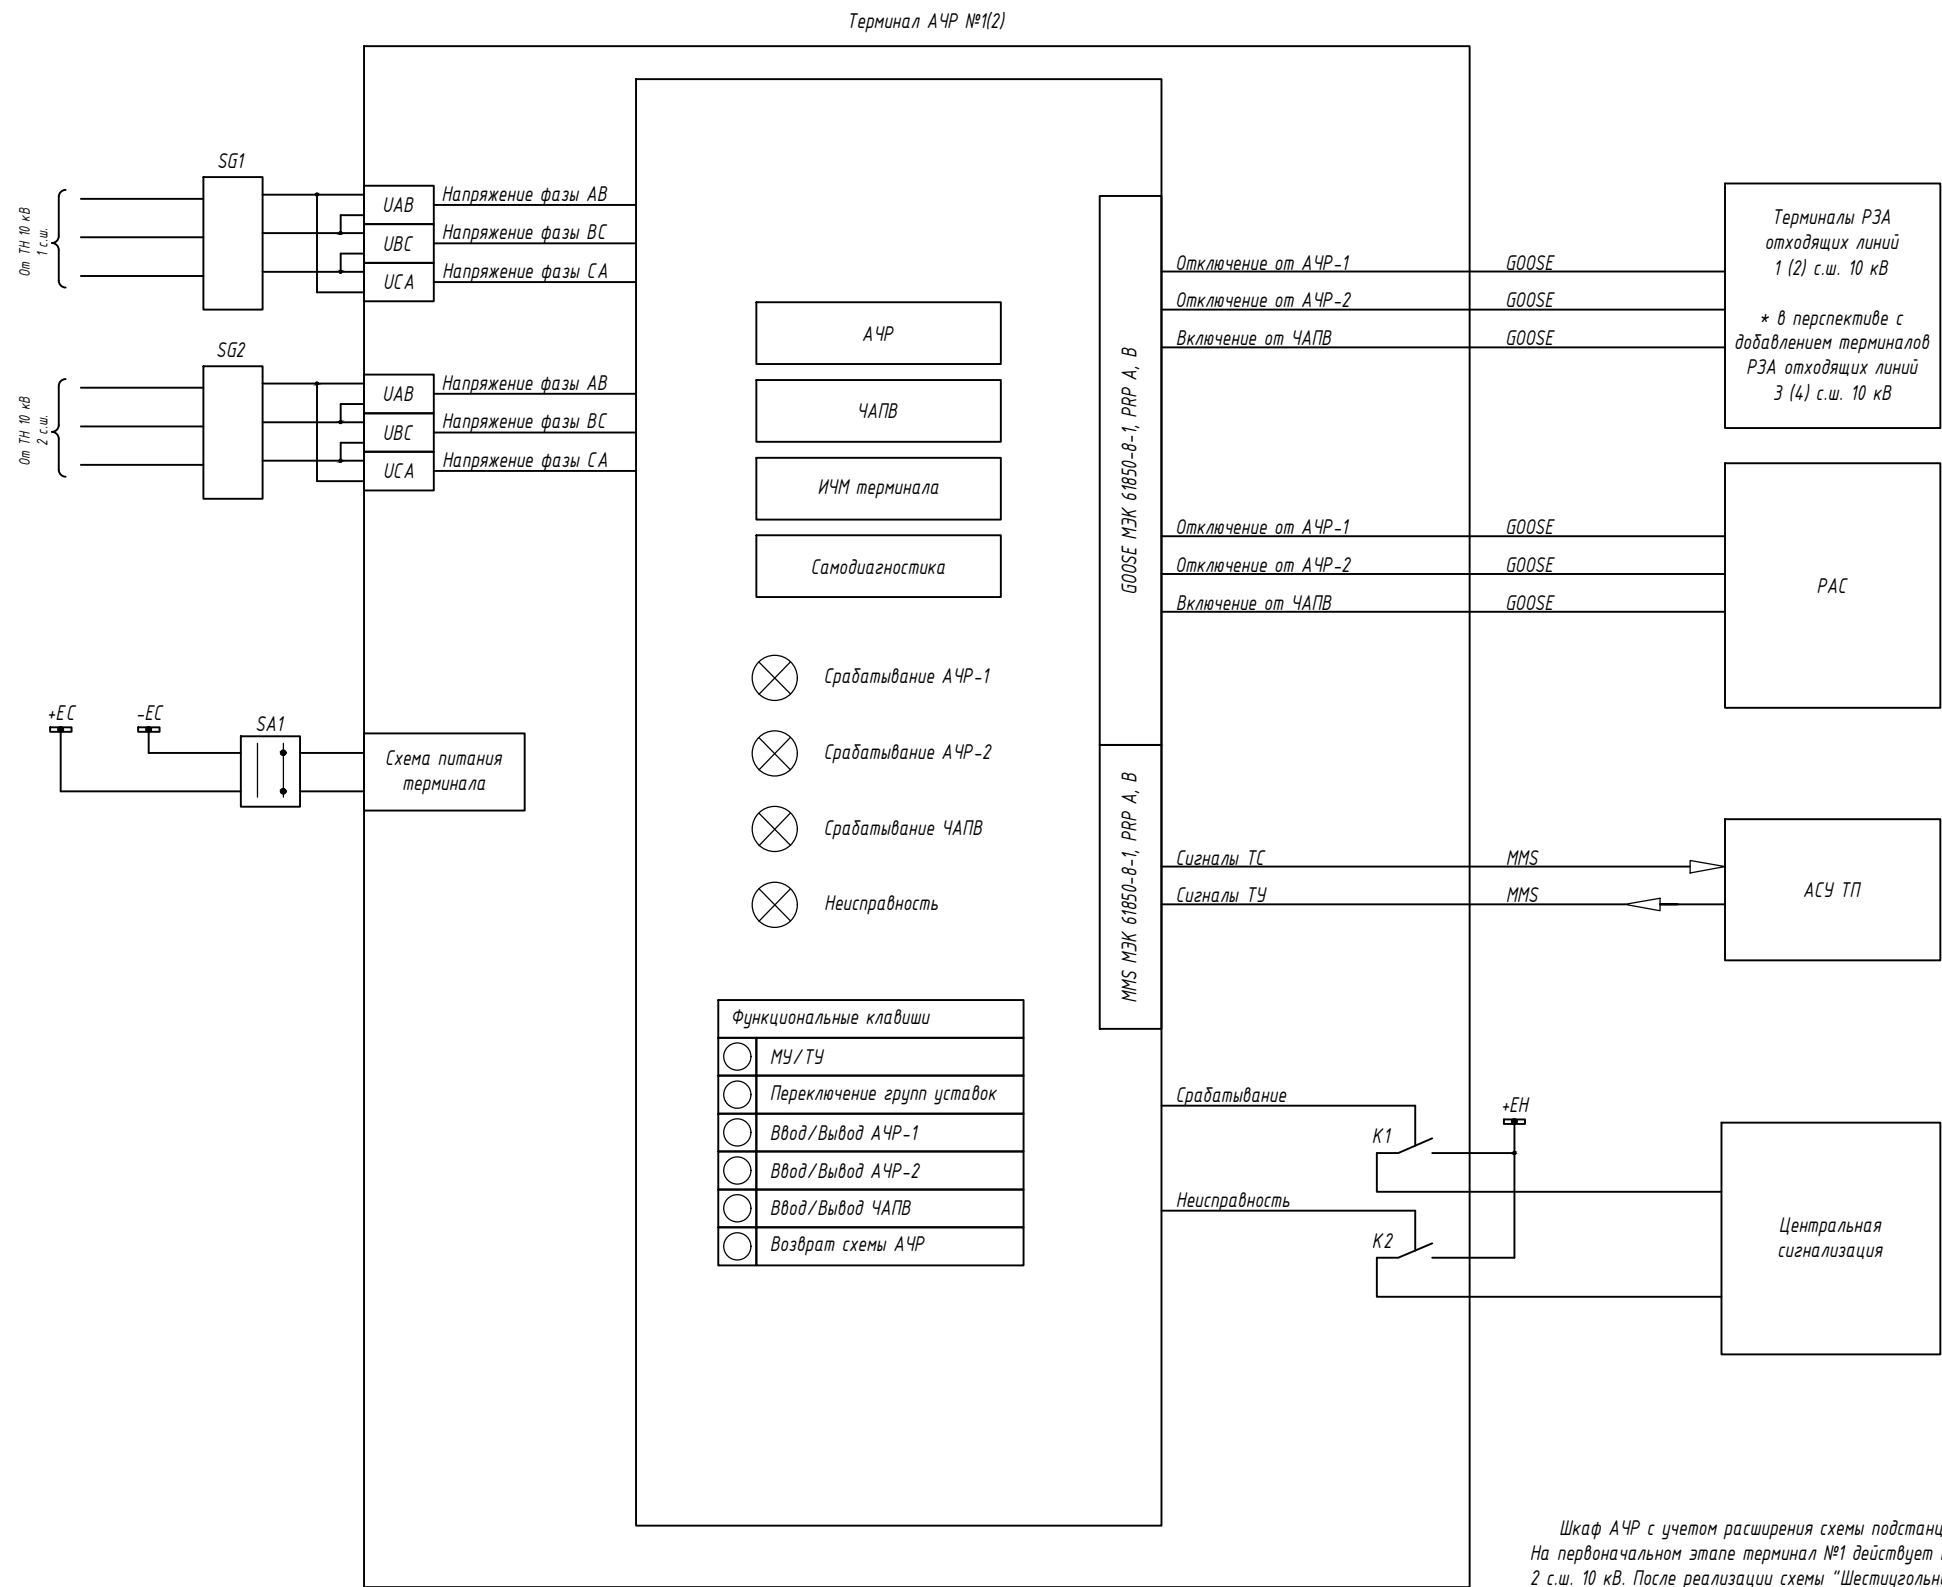 Терминал АЧР №1(2)
SG1
От ТН 10 кВ
1 с.ш.
UAB
Напряжение фазы АВ
UBC
Напряжение фазы ВС
UCA
Напряжение фазы СА
SG2
От ТН 10 кВ
2 с.ш.
UAB
Напряжение фазы АВ
UBC
Напряжение фазы ВС
UCA
Напряжение фазы СА
+EC
-EC
SA1
Схема питания
терминала
АЧР
ЧАПВ
ИЧМ терминала
Самодиагностика
Срабатывание АЧР-1
Срабатывание АЧР-2
Срабатывание ЧАПВ
Неисправность
Функциональные клавиши
МУ/ТУ
Переключение групп уставок
Ввод/Вывод АЧР-1
Ввод/Вывод АЧР-2
Ввод/Вывод ЧАПВ
Возврат схемы АЧР
GOOSE МЭК 61850-8-1, PRP A, B
MMS МЭК 61850-8-1, PRP A, B
Отключение от АЧР-1
GOOSE
Отключение от АЧР-2
GOOSE
Включение от ЧАПВ
GOOSE
Терминалы РЗА
отходящих линий
1 (2) с.ш. 10 кВ
* в перспективе с
добавлением терминалов
РЗА отходящих линий
3 (4) с.ш. 10 кВ
Отключение от АЧР-1
GOOSE
Отключение от АЧР-2
GOOSE
Включение от ЧАПВ
GOOSE
РАС
Сигналы ТС
MMS
Сигналы ТУ
MMS
АСУ ТП
Срабатывание
K1
+EH
Неисправность
K2
Центральная
сигнализация
Шкаф АЧР с учетом расширения схемы
На первоначальном этапе терминал №1 действует
2 с.ш. 10 кВ. После реализации схемы